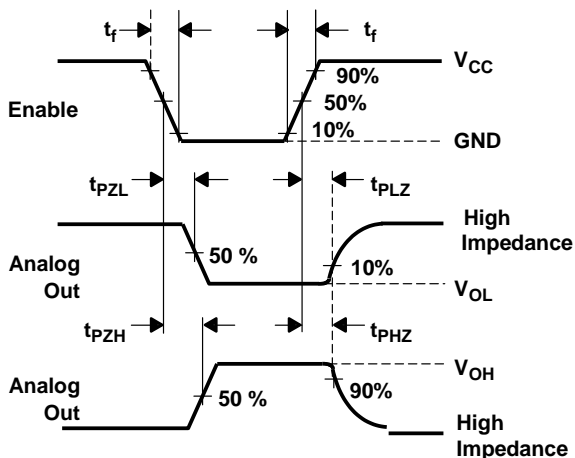 tf tf
VCC
90%
Enable
50%
10%
GND
tPZL tPLZ
High
Impedance
Analog
Out
50 %
10%
VOL
tPZH tPHZ
VOH
Analog
Out
50 %
90%
High
Impedance